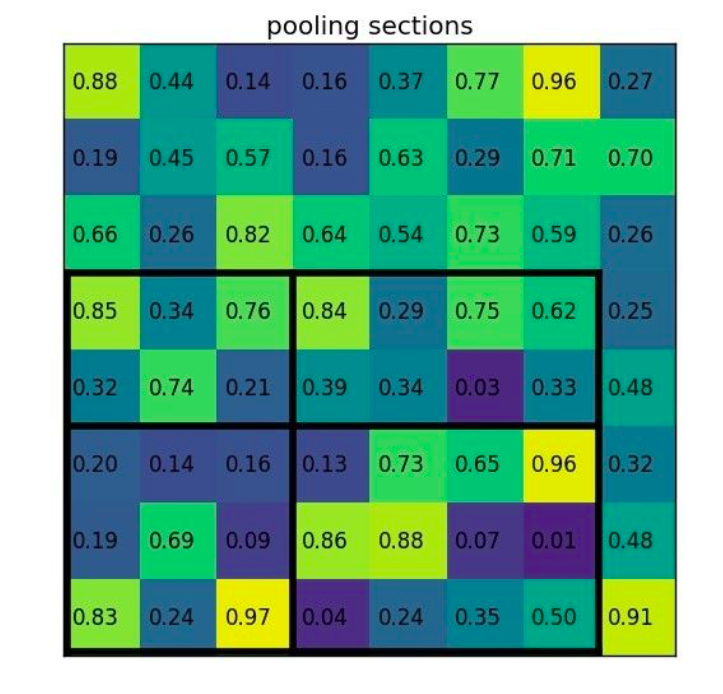 pooling sections
0.88 0.44 0.14 0.16 0.37 0.77 0.96 0.27
0.19 0.45 0.57 0.16 0.63 0.29 0.71 0.70
0.66 0.26 0.82 0.64 0.54 0.73 0.59 0.26
0.85 0.34 0.76 0.84 0.29 0.75 0.62 0.25
0.32 0.74 0.21 0.39 0.34 0.03 0.33 0.48
0.20 0.14 0.16 0.13 0.73 0.65 0.96 0.32
0.19 0.69 0.09 0.86 0.88 0.07 0.01 0.48
0.83 0.24 0.97 0.04 0.24 0.35 0.50 0.91